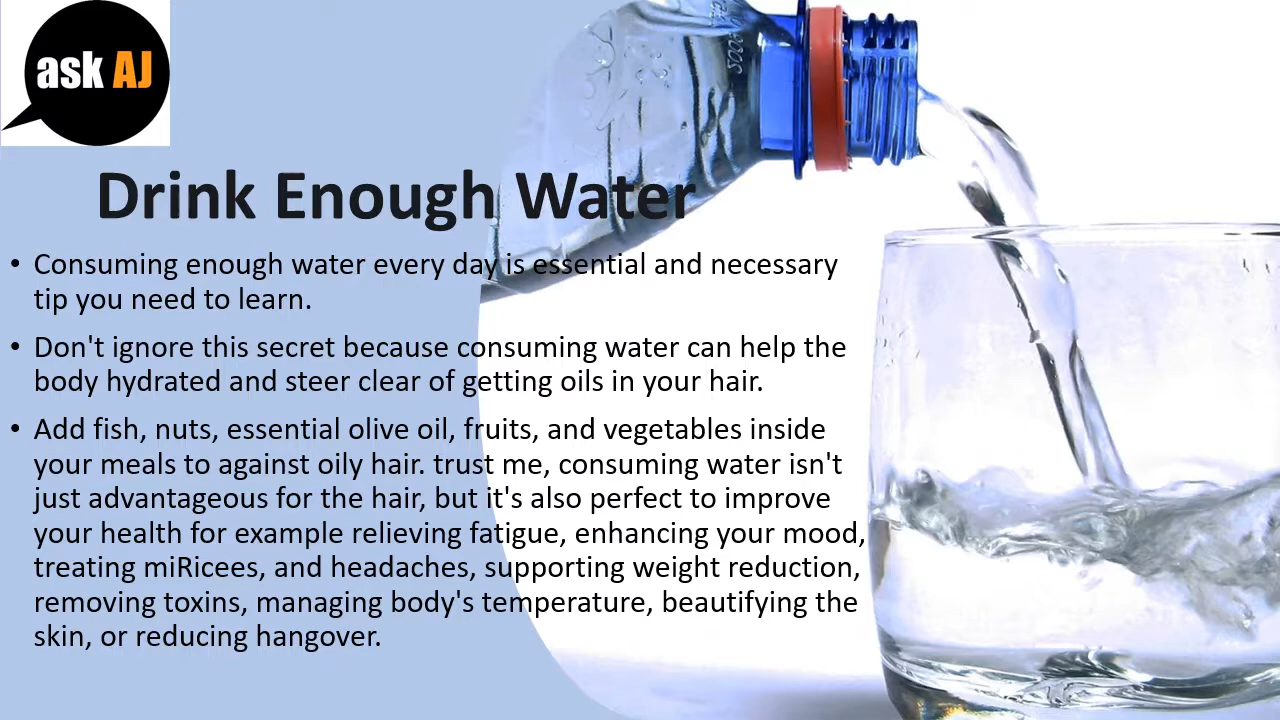 ask AJ
Drink Enough Water
• Consuming enough water every day is essential and necessary
tip you need to learn.
• Don't ignore this secret because consuming water can help the
body hydrated and steer clear of getting oils in your hair.
• Add fish, nuts, essential olive oil, fruits, and vegetables inside
your meals to against oily hair. trust me, consuming water isn't
just advantageous for the hair, but it's also perfect to improve
your health for example relieving fatigue, enhancing your mood,
treating miRicees, and headaches, supporting weight reduction,
removing toxins, managing body's temperature, beautifying the
skin, or reducing hangover.